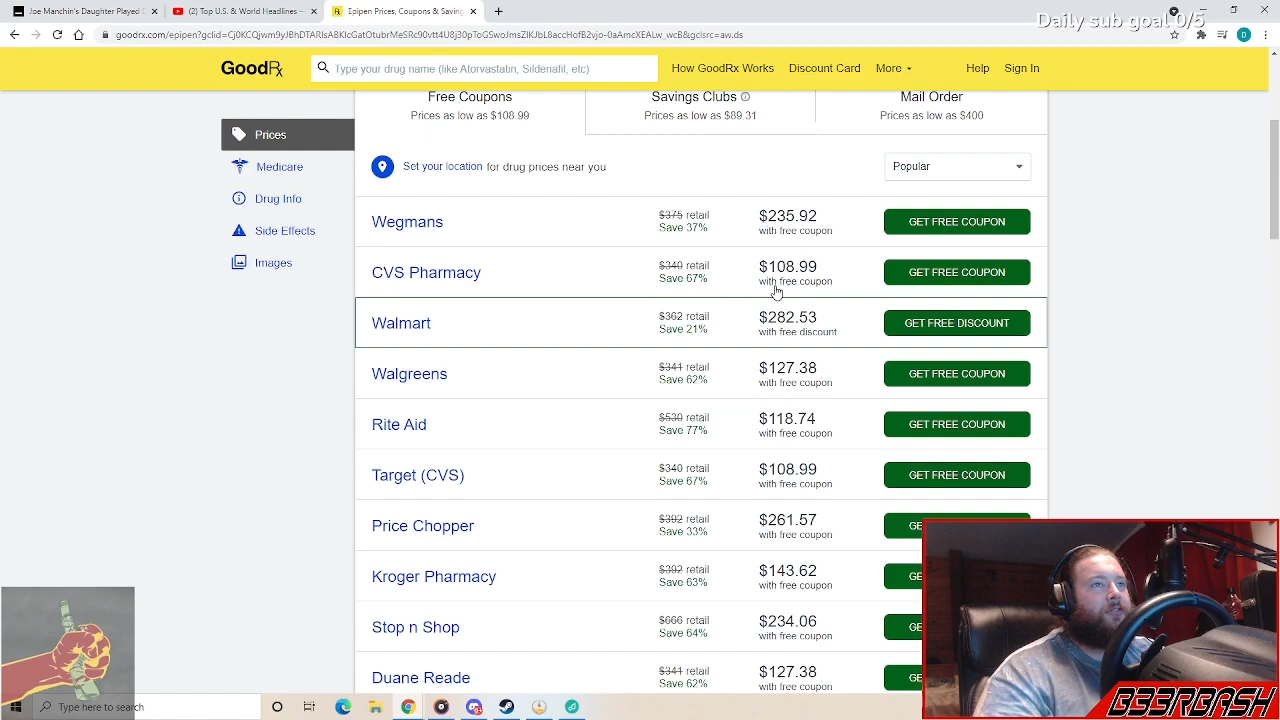 Joe Manchin's Daughter Played
(2) Top U.S. & World Headlines –
Epipen Prices, Coupons & Saving
Daily sub goal 0/5
GoodRx
Type your drug name (like Atorvastatin, Sildenafil, etc)
How GoodRx Works
Discount Card
More
Help
Sign In
Free Coupons
Prices as low as $108.99
Savings Clubs
Prices as low as $89.31
Mail Order
Prices as low as $400
Prices
Medicare
Drug Info
Side Effects
Images
Set your location for drug prices near you
Popular
Wegmans
$375 retail
Save 37%
$235.92
with free coupon
GET FREE COUPON
CVS Pharmacy
$340 retail
Save 67%
$108.99
with free coupon
GET FREE COUPON
Walmart
$362 retail
Save 21%
$282.53
with free discount
GET FREE DISCOUNT
Walgreens
$341 retail
Save 62%
$127.38
with free coupon
GET FREE COUPON
Rite Aid
$530 retail
Save 77%
$118.74
with free coupon
GET FREE COUPON
Target (CVS)
$340 retail
Save 67%
$108.99
with free coupon
GET FREE COUPON
Price Chopper
$392 retail
Save 33%
$261.57
with free coupon
GE
Kroger Pharmacy
$392 retail
Save 63%
$143.62
with free coupon
GE
Stop n Shop
$666 retail
Save 64%
$234.06
with free coupon
GE
Duane Reade
$341 retail
Save 62%
$127.38
with free coupon
GE
B33RBASH
Type here to search